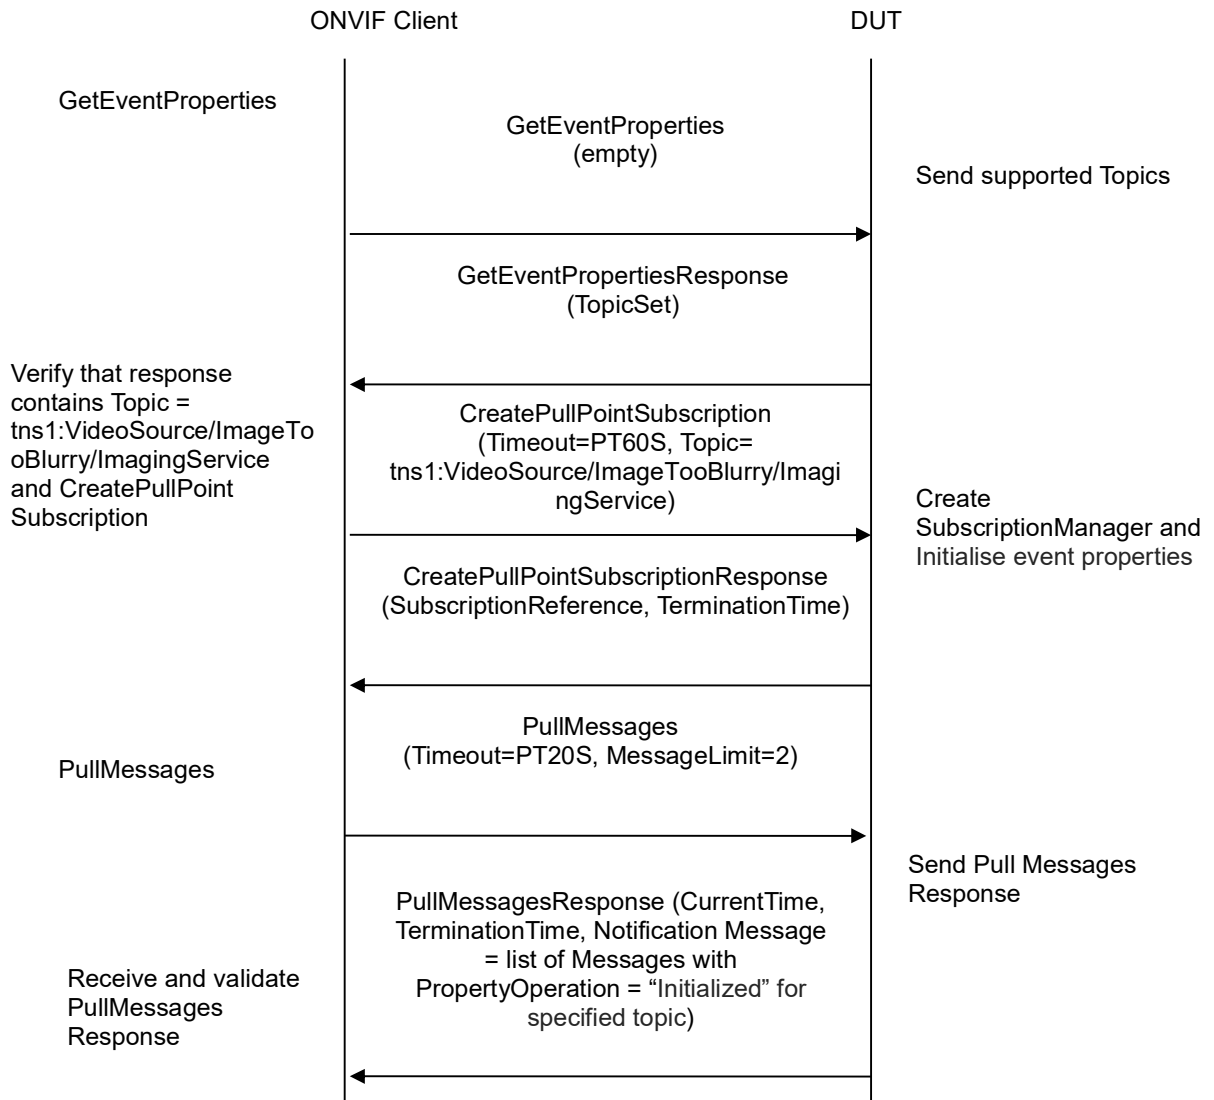 ONVIF Client
DUT
GetEventProperties
GetEventProperties
(empty)
Send supported Topics
GetEventPropertiesResponse
(TopicSet)
Verify that response
contains Topic =
tns1:VideoSource/ImageTo
oBlurry/ImagingService
and CreatePullPoint
Subscription
CreatePullPointSubscription
(Timeout=PT60S, Topic=
tns1:VideoSource/ImageTooBlurry/Imagi
ngService)
Create
SubscriptionManager and
Initialise event properties
CreatePullPointSubscriptionResponse
(SubscriptionReference, TerminationTime)
PullMessages
(Timeout=PT20S, MessageLimit=2)
PullMessages
Send Pull Messages
Response
PullMessagesResponse (CurrentTime,
TerminationTime, Notification Message
= list of Messages with
PropertyOperation = “Initialized” for
specified topic)
Receive and validate
PullMessages
Response